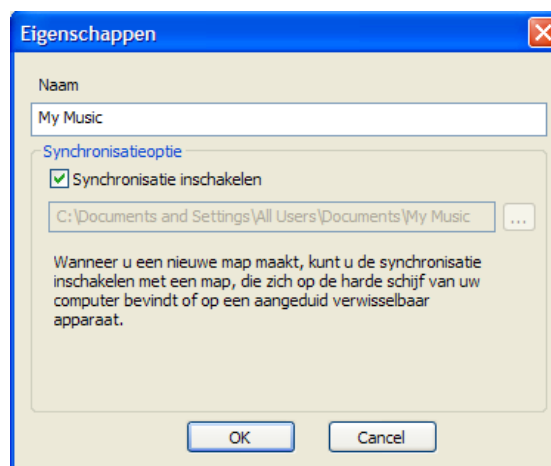 Eigenschappen
Naam
My Music
Synchronisatieoptie
Synchronisatie inschakelen
C:\Documents and Settings\All Users\Documents\My Music
...
Wanneer u een nieuwe map maakt, kunt u de synchronisatie
inschakelen met een map, die zich op de harde schijf van uw
computer bevindt of op een aangeduid verwisselbaar
apparaat.
OK
Cancel